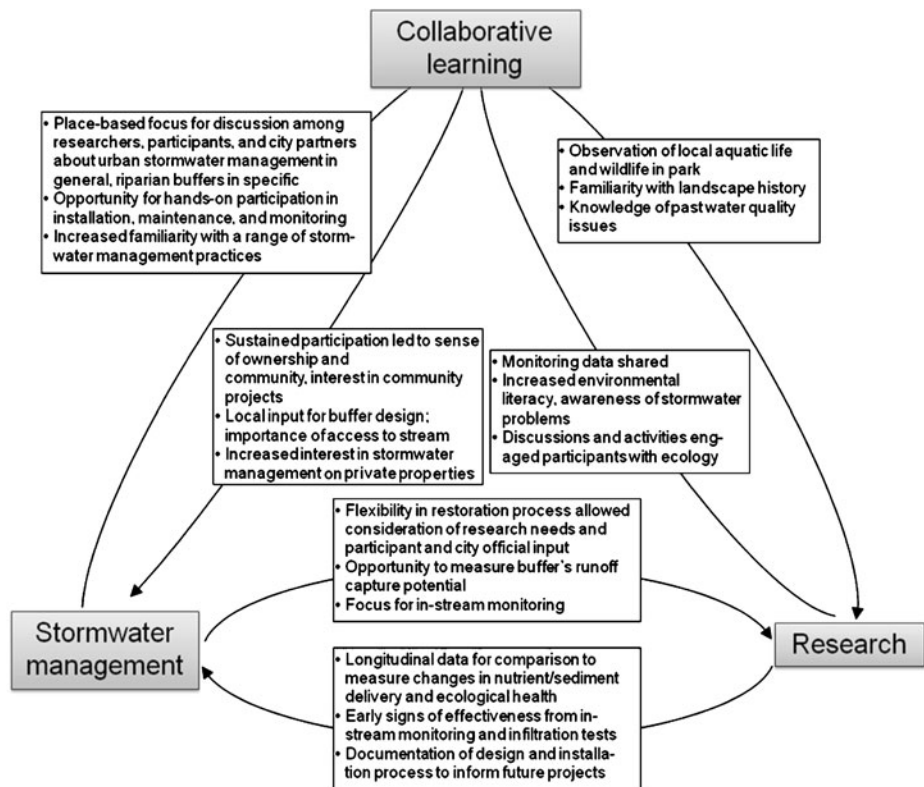 Collaborative
learning
• Place-based focus for discussion among
researchers, participants, and city partners
about urban stormwater management in
general, riparian buffers in specific
• Opportunity for hands-on participation in
installation, maintenance, and monitoring
• Increased familiarity with a range of storm-
water management practices
• Observation of local aquatic life
and wildlife in park
• Familiarity with landscape history
• Knowledge of past water quality
issues
• Sustained participation led to sense
of ownership and
community, interest in community
projects
• Local input for buffer design;
importance of access to stream
• Increased interest in stormwater
management on private properties
• Monitoring data shared
• Increased environmental
literacy, awareness of stormwater
problems
• Discussions and activities eng-
aged participants with ecology
• Flexibility in restoration process allowed
consideration of research needs and
participant and city official input
• Opportunity to measure buffer's runoff
capture potential
• Focus for in-stream monitoring
Stormwater
management
Research
• Longitudinal data for comparison to
measure changes in nutrient/sediment
delivery and ecological health
• Early signs of effectiveness from in-
stream monitoring and infiltration tests
• Documentation of design and installa-
tion process to inform future projects